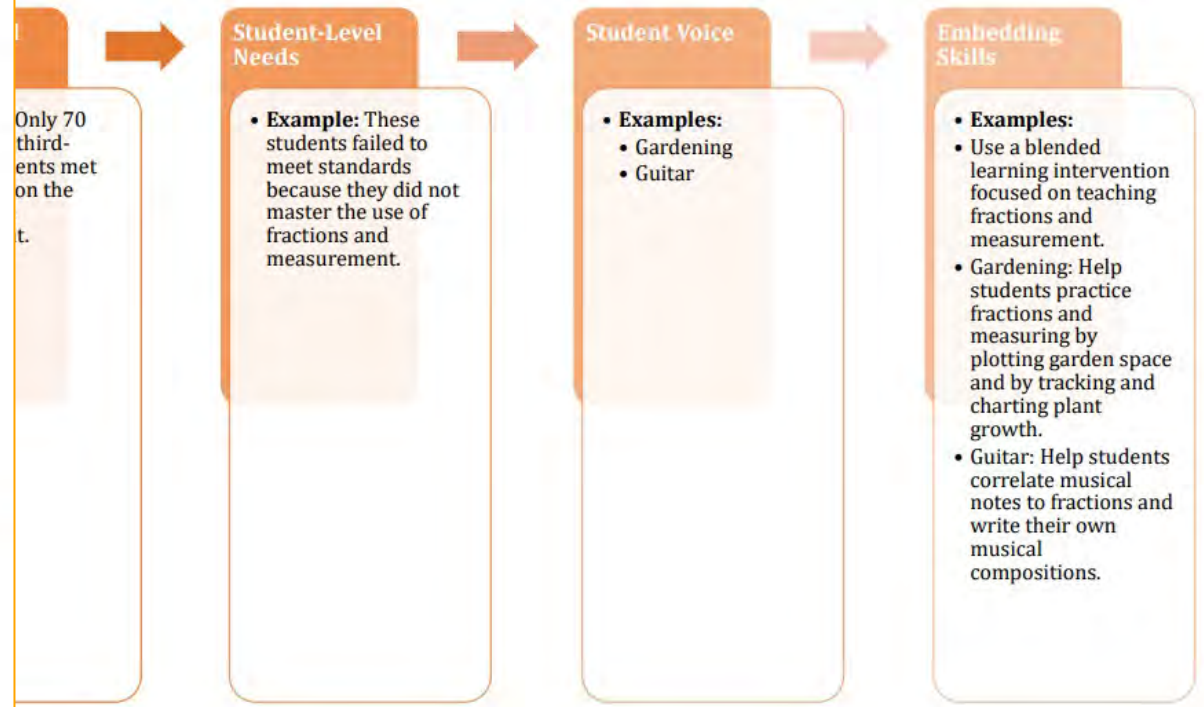 Only 70
third-
ents met
on the
t.
Student-Level
Needs
• Example: These
students failed to
meet standards
because they did not
master the use of
fractions and
measurement.
Student Voice
• Examples:
• Gardening
• Guitar
Embedding
Skills
• Examples:
• Use a blended
learning intervention
focused on teaching
fractions and
measurement.
• Gardening: Help
students practice
fractions and
measuring by
plotting garden space
and by tracking and
charting plant
growth.
• Guitar: Help students
correlate musical
notes to fractions and
write their own
musical
compositions.